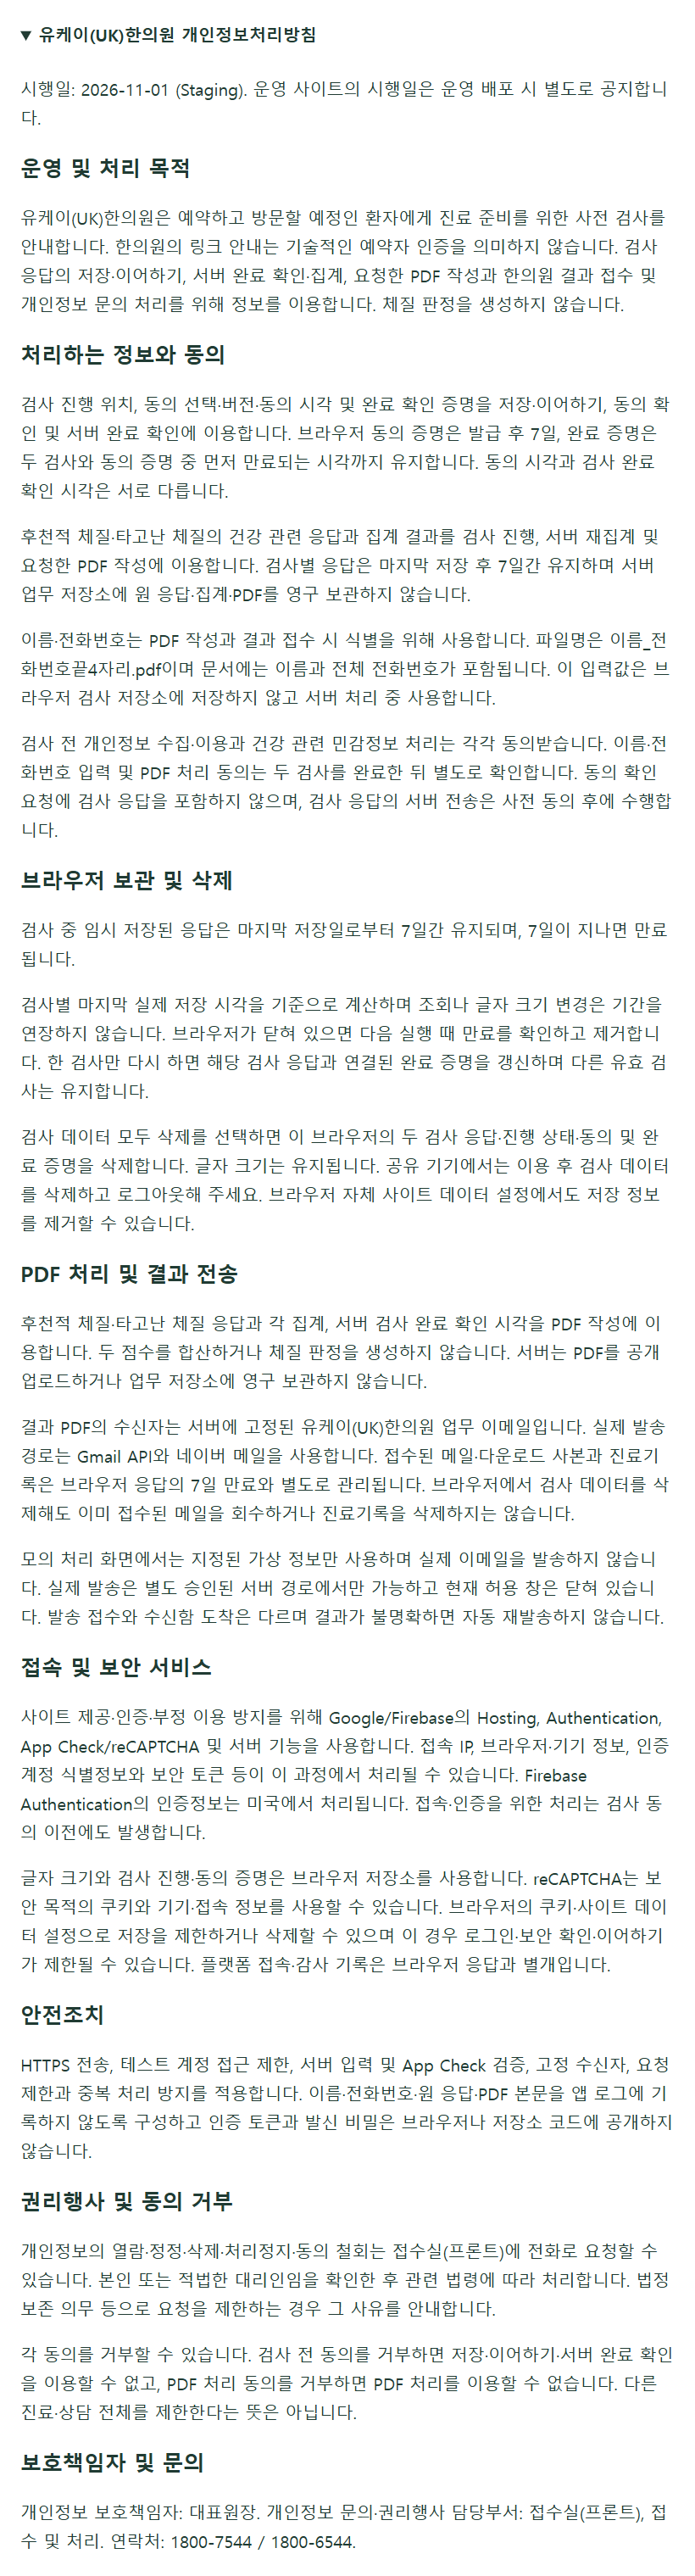 ▼ 유케이(UK)한의원 개인정보처리방침
시행일: 2026-11-01 (Staging). 운영 사이트의 시행일은 운영 배포 시 별도로 공지합니
다.
운영 및 처리 목적
유케이(UK)한의원은 예약하고 방문할 예정인 환자에게 진료 준비를 위한 사전 검사를
안내합니다. 한의원의 링크 안내는 기술적인 예약자 인증을 의미하지 않습니다. 검사
응답의 저장·이어하기, 서버 완료 확인·집계, 요청한 PDF 작성과 한의원 결과 접수 및
개인정보 문의 처리를 위해 정보를 이용합니다. 체질 판정을 생성하지 않습니다.
처리하는 정보와 동의
검사 진행 위치, 동의 선택·버전·동의 시각 및 완료 확인 증명을 저장·이어하기, 동의 확
인 및 서버 완료 확인에 이용합니다. 브라우저 동의 증명은 발급 후 7일, 완료 증명은
두 검사와 동의 증명 중 먼저 만료되는 시각까지 유지합니다. 동의 시각과 검사 완료
확인 시각은 서로 다릅니다.
후천적 체질·타고난 체질의 건강 관련 응답과 집계 결과를 검사 진행, 서버 재집계 및
요청한 PDF 작성에 이용합니다. 검사별 응답은 마지막 저장 후 7일간 유지하며 서버
업무 저장소에 원 응답·집계·PDF를 영구 보관하지 않습니다.
이름·전화번호는 PDF 작성과 결과 접수 시 식별을 위해 사용합니다. 파일명은 이름_전
화번호끝4자리.pdf이며 문서에는 이름과 전체 전화번호가 포함됩니다. 이 입력값은 브
라우저 검사 저장소에 저장하지 않고 서버 처리 중 사용합니다.
검사 전 개인정보 수집·이용과 건강 관련 민감정보 처리는 각각 동의받습니다. 이름·전
화번호 입력 및 PDF 처리 동의는 두 검사를 완료한 뒤 별도로 확인합니다. 동의 확인
요청에 검사 응답을 포함하지 않으며, 검사 응답의 서버 전송은 사전 동의 후에 수행합
니다.
브라우저 보관 및 삭제
검사 중 임시 저장된 응답은 마지막 저장일로부터 7일간 유지되며, 7일이 지나면 만료
됩니다.
검사별 마지막 실제 저장 시각을 기준으로 계산하며 조회나 글자 크기 변경은 기간을
연장하지 않습니다. 브라우저가 닫혀 있으면 다음 실행 때 만료를 확인하고 제거합니
다. 한 검사만 다시 하면 해당 검사 응답과 연결된 완료 증명을 갱신하며 다른 유효 검
사는 유지합니다.
검사 데이터 모두 삭제를 선택하면 이 브라우저의 두 검사 응답·진행 상태·동의 및 완
료 증명을 삭제합니다. 글자 크기는 유지됩니다. 공유 기기에서는 이용 후 검사 데이터
를 삭제하고 로그아웃해 주세요. 브라우저 자체 사이트 데이터 설정에서도 저장 정보
를 제거할 수 있습니다.
PDF 처리 및 결과 전송
후천적 체질·타고난 체질 응답과 각 집계, 서버 검사 완료 확인 시각을 PDF 작성에 이
용합니다. 두 점수를 합산하거나 체질 판정을 생성하지 않습니다. 서버는 PDF를 공개
업로드하거나 업무 저장소에 영구 보관하지 않습니다.
결과 PDF의 수신자는 서버에 고정된 유케이(UK)한의원 업무 이메일입니다. 실제 발송
경로는 Gmail API와 네이버 메일을 사용합니다. 접수된 메일·다운로드 사본과 진료기
록은 브라우저 응답의 7일 만료와 별도로 관리됩니다. 브라우저에서 검사 데이터를 삭
제해도 이미 접수된 메일을 회수하거나 진료기록을 삭제하지는 않습니다.
모의 처리 화면에서는 지정된 가상 정보만 사용하며 실제 이메일을 발송하지 않습니
다. 실제 발송은 별도 승인된 서버 경로에서만 가능하고 현재 허용 창은 닫혀 있습니
다. 발송 접수와 수신함 도착은 다르며 결과가 불명확하면 자동 재발송하지 않습니다.
접속 및 보안 서비스
사이트 제공·인증·부정 이용 방지를 위해 Google/Firebase의 Hosting, Authentication,
App Check/reCAPTCHA 및 서버 기능을 사용합니다. 접속 IP, 브라우저·기기 정보, 인증
계정 식별정보와 보안 토큰 등이 이 과정에서 처리될 수 있습니다. Firebase
Authentication의 인증정보는 미국에서 처리됩니다. 접속·인증을 위한 처리는 검사 동
의 이전에도 발생합니다.
글자 크기와 검사 진행·동의 증명은 브라우저 저장소를 사용합니다. reCAPTCHA는 보
안 목적의 쿠키와 기기·접속 정보를 사용할 수 있습니다. 브라우저의 쿠키·사이트 데이
터 설정으로 저장을 제한하거나 삭제할 수 있으며 이 경우 로그인·보안 확인·이어하기
가 제한될 수 있습니다. 플랫폼 접속·감사 기록은 브라우저 응답과 별개입니다.
안전조치
HTTPS 전송, 테스트 계정 접근 제한, 서버 입력 및 App Check 검증, 고정 수신자, 요청
제한과 중복 처리 방지를 적용합니다. 이름·전화번호·원 응답·PDF 본문을 앱 로그에 기
록하지 않도록 구성하고 인증 토큰과 발신 비밀은 브라우저나 저장소 코드에 공개하지
않습니다.
권리행사 및 동의 거부
개인정보의 열람·정정·삭제·처리정지·동의 철회는 접수실(프론트)에 전화로 요청할 수
있습니다. 본인 또는 적법한 대리인임을 확인한 후 관련 법령에 따라 처리합니다. 법정
보존 의무 등으로 요청을 제한하는 경우 그 사유를 안내합니다.
각 동의를 거부할 수 있습니다. 검사 전 동의를 거부하면 저장·이어하기·서버 완료 확인
을 이용할 수 없고, PDF 처리 동의를 거부하면 PDF 처리를 이용할 수 없습니다. 다른
진료·상담 전체를 제한한다는 뜻은 아닙니다.
보호책임자 및 문의
개인정보 보호책임자: 대표원장. 개인정보 문의·권리행사 담당부서: 접수실(프론트), 접
수 및 처리. 연락처: 1800-7544 / 1800-6544.